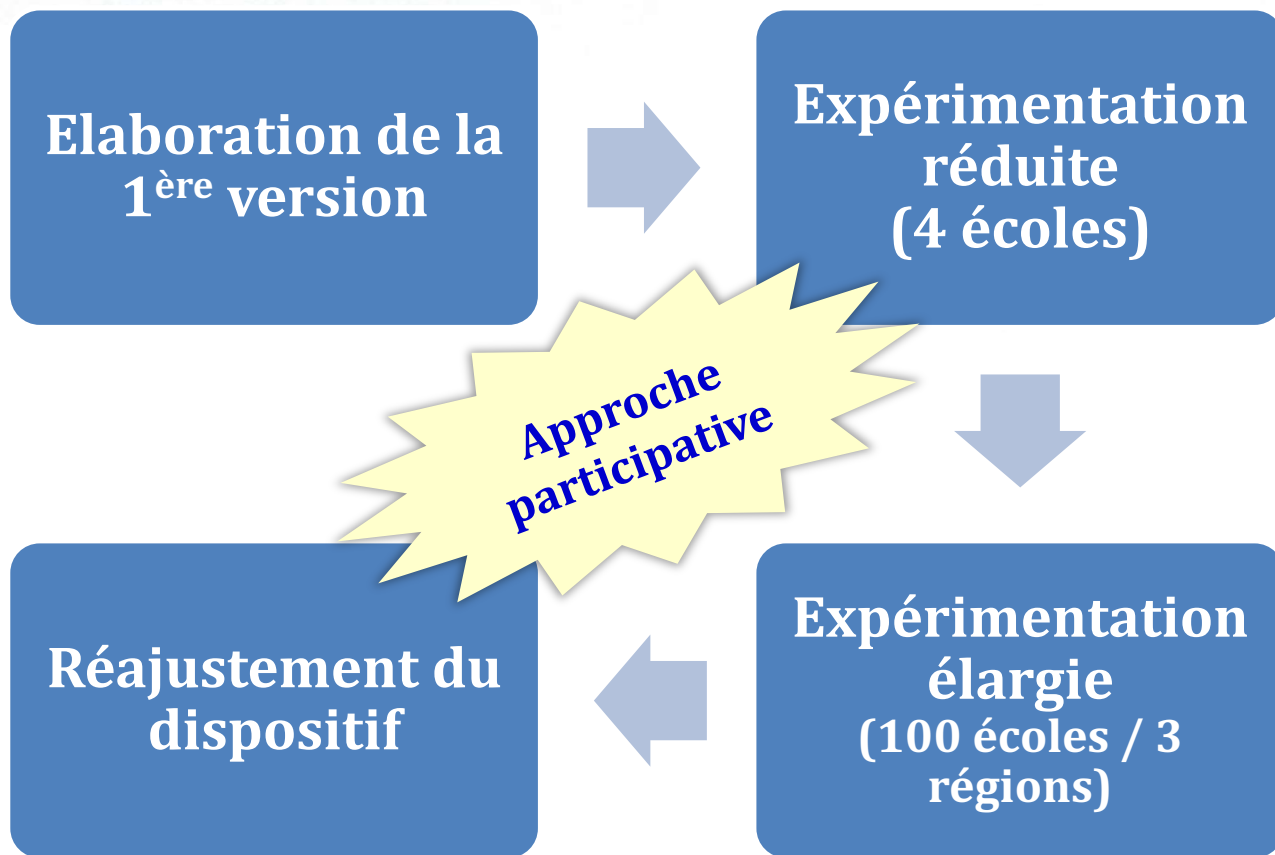 Elaboration de la
1ère version
Expérimentation
réduite
(4 écoles)
Approche
participative
Expérimentation
élargie
(100 écoles / 3
régions)
Réajustement du
dispositif